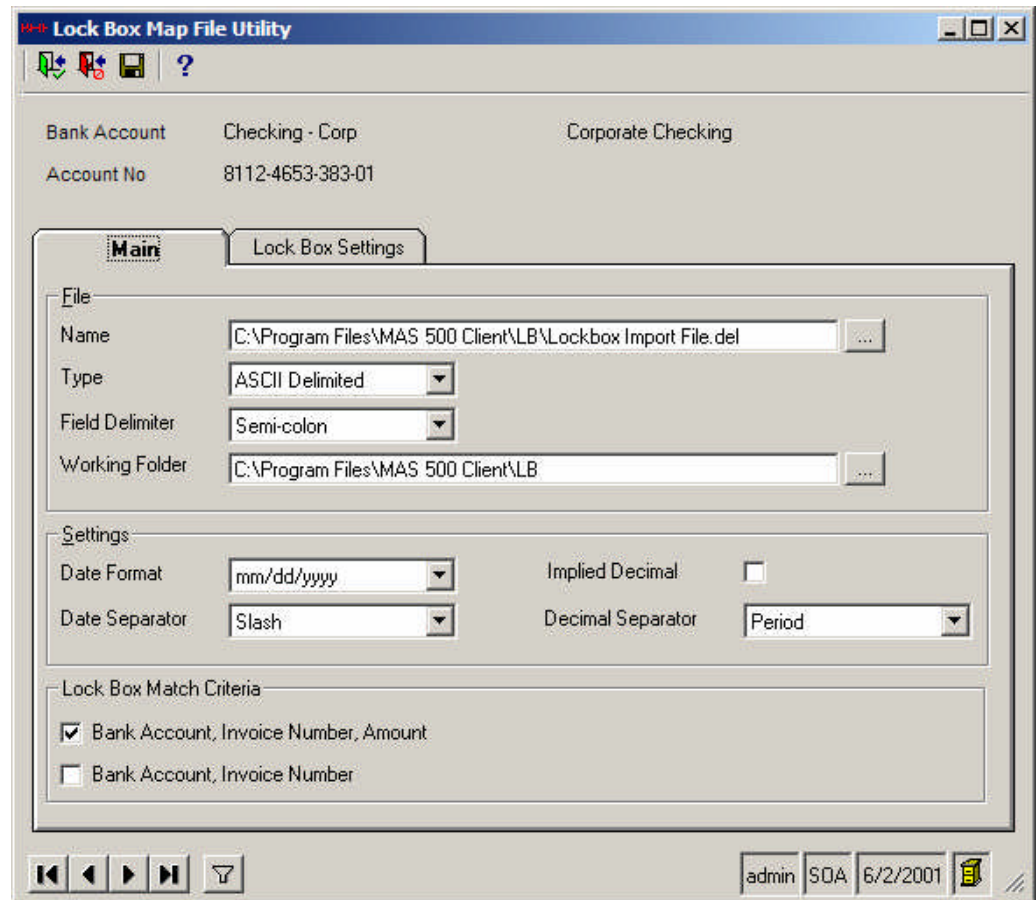 Lock Box Map File Utility
?
Bank Account Checking - Corp Corporate Checking
Account No 8112-4653-383-01
Main Lock Box Settings
File
Name C:\Program Files\MAS 500 Client\LB\Lockbox Import File.del ...
Type ASCII Delimited
Field Delimiter Semi-colon
Working Folder C:\Program Files\MAS 500 Client\LB ...
Settings
Date Format mm/dd/yyyy Implied Decimal
Date Separator Slash Decimal Separator Period
Lock Box Match Criteria
Bank Account, Invoice Number, Amount
Bank Account, Invoice Number
admin SOA 6/2/2001